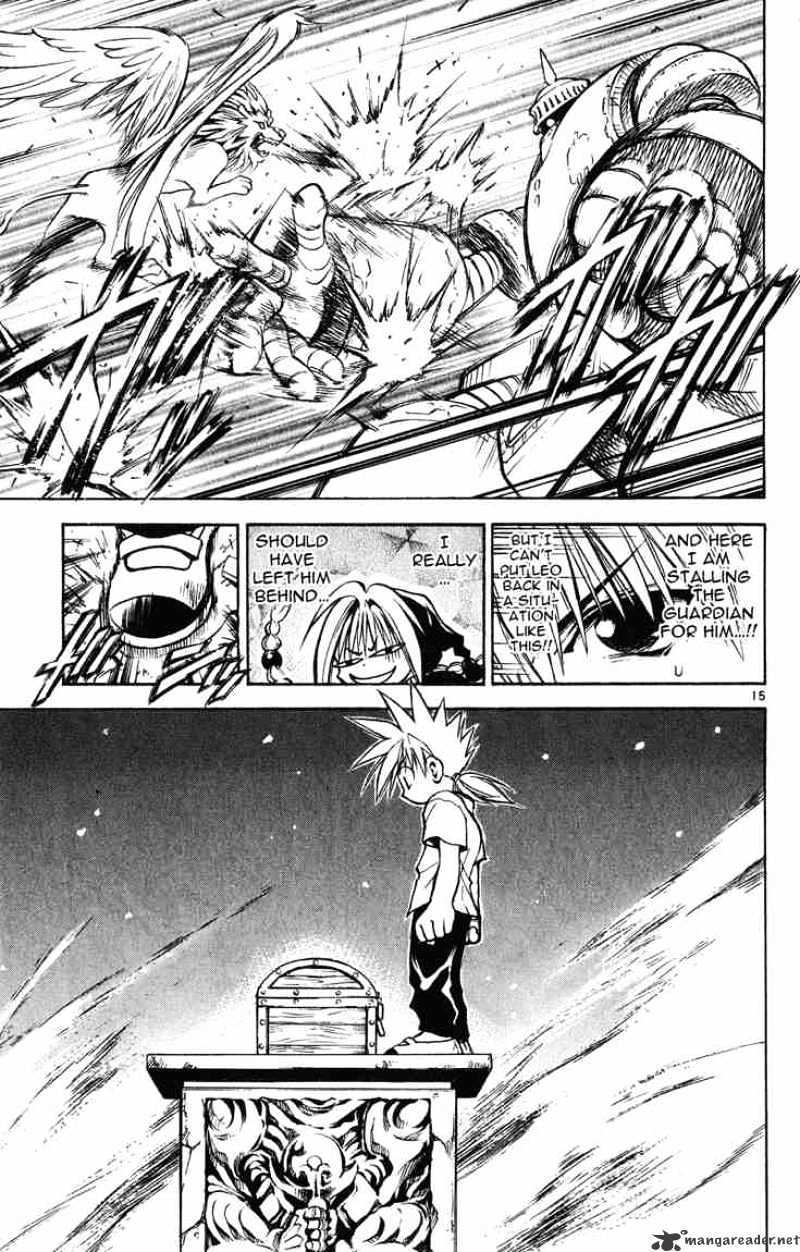 AND HERE
I AM
STALLING
THE
GUARDIAN
FOR HIM...!!
BUT I
CAN'T
PUT LEO
BACK IN
A SITU-
ATION
LIKE
THIS!!
I
REALLY
...
SHOULD
HAVE
LEFT HIM
BEHIND...
15
mangareader.net